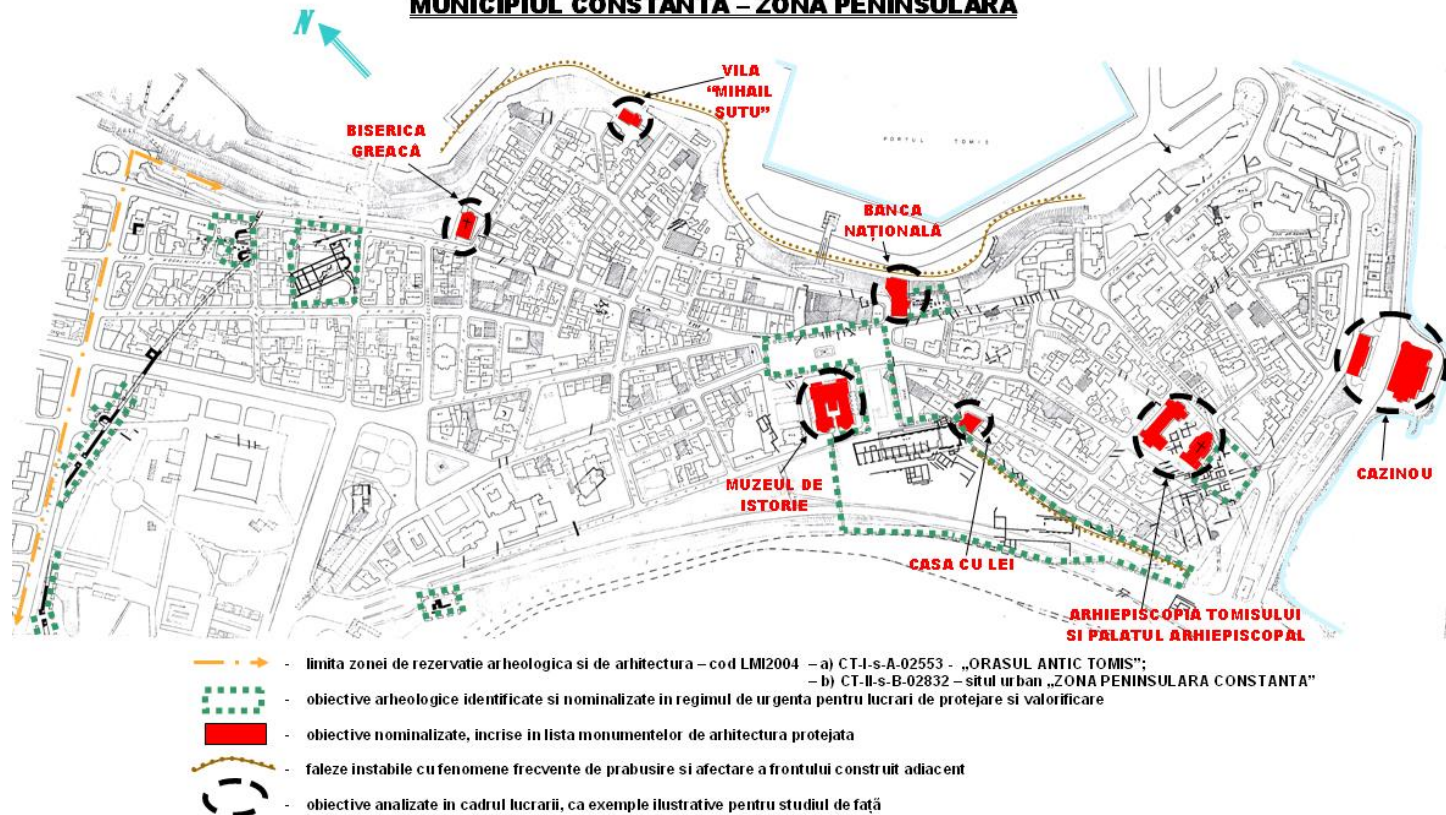 MUNICIPIUL CONSTANTA – ZONA PENINSULARA
N
VILA
“MIHAIL
SUTU”
BISERICA
GREACĂ
PORTUL TOMIS
BANCA
NAȚIONALĂ
MUZEUL DE
ISTORIE
CASA CU LEI
CAZINOU
ARHIEPISCOPIA TOMISULUI
SI PALATUL ARHIEPISCOPAL
- limita zonei de rezervatie arheologica si de arhitectura – cod LMI2004 – a) CT-I-s-A-02553 - „ORASUL ANTIC TOMIS”;
– b) CT-II-s-B-02832 – situl urban „ZONA PENINSULARA CONSTANTA”
- obiective arheologice identificate si nominalizate in regimul de urgenta pentru lucrari de protejare si valorificare
- obiective nominalizate, incrise in lista monumentelor de arhitectura protejata
- faleze instabile cu fenomene frecvente de prabusire si afectare a frontului construit adiacent
- obiective analizate in cadrul lucrarii, ca exemple ilustrative pentru studiul de față